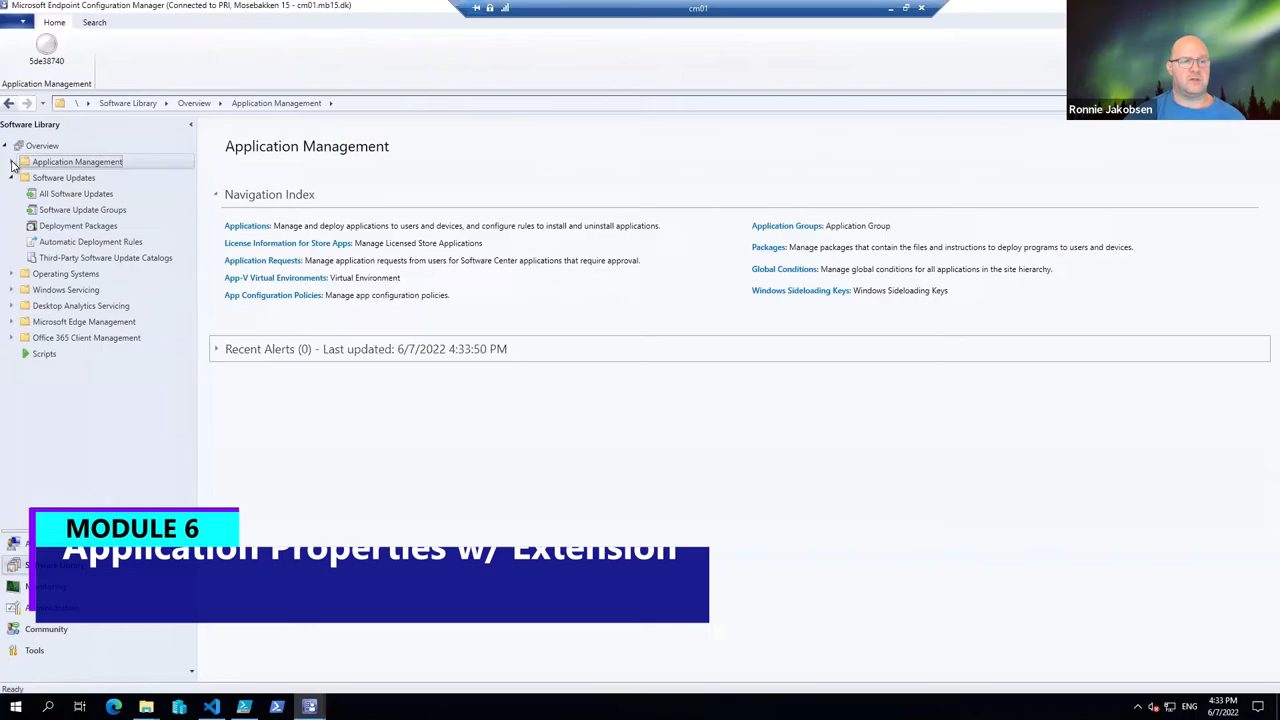 Microsoft Endpoint Configuration Manager (Connected to PRI, Mosebakken 15 - cm01.mb15.dk)
cm01
Home
Search
5de38740
Application Management
Ronnie Jakobsen
\ Software Library Overview Application Management
Software Library
Overview
Application Management
Software Updates
All Software Updates
Software Update Groups
Deployment Packages
Automatic Deployment Rules
Third-Party Software Update Catalogs
Operating Systems
Windows Servicing
Desktop Analytics Servicing
Microsoft Edge Management
Office 365 Client Management
Scripts
Application Management
Navigation Index
Applications: Manage and deploy applications to users and devices, and configure rules to install and uninstall applications.
License Information for Store Apps: Manage Licensed Store Applications
Application Requests: Manage application requests from users for Software Center applications that require approval.
App-V Virtual Environments: Virtual Environment
App Configuration Policies: Manage app configuration policies.
Application Groups: Application Group
Packages: Manage packages that contain the files and instructions to deploy programs to users and devices.
Global Conditions: Manage global conditions for all applications in the site hierarchy.
Windows Sideloading Keys: Windows Sideloading Keys
Recent Alerts (0) - Last updated: 6/7/2022 4:33:50 PM
MODULE 6
Application Properties w/ Extension
Community
Tools
Ready
ENG
4:33 PM
6/7/2022